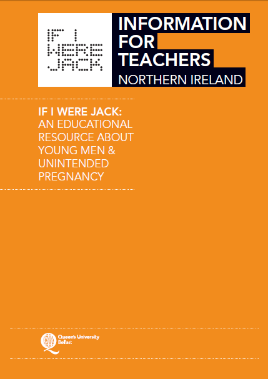 IF I
WERE
JACK
INFORMATION
FOR
TEACHERS
NORTHERN IRELAND
IF I WERE JACK:
AN EDUCATIONAL
RESOURCE ABOUT
YOUNG MEN &
UNINTENDED
PREGNANCY
Queen's University
Belfast